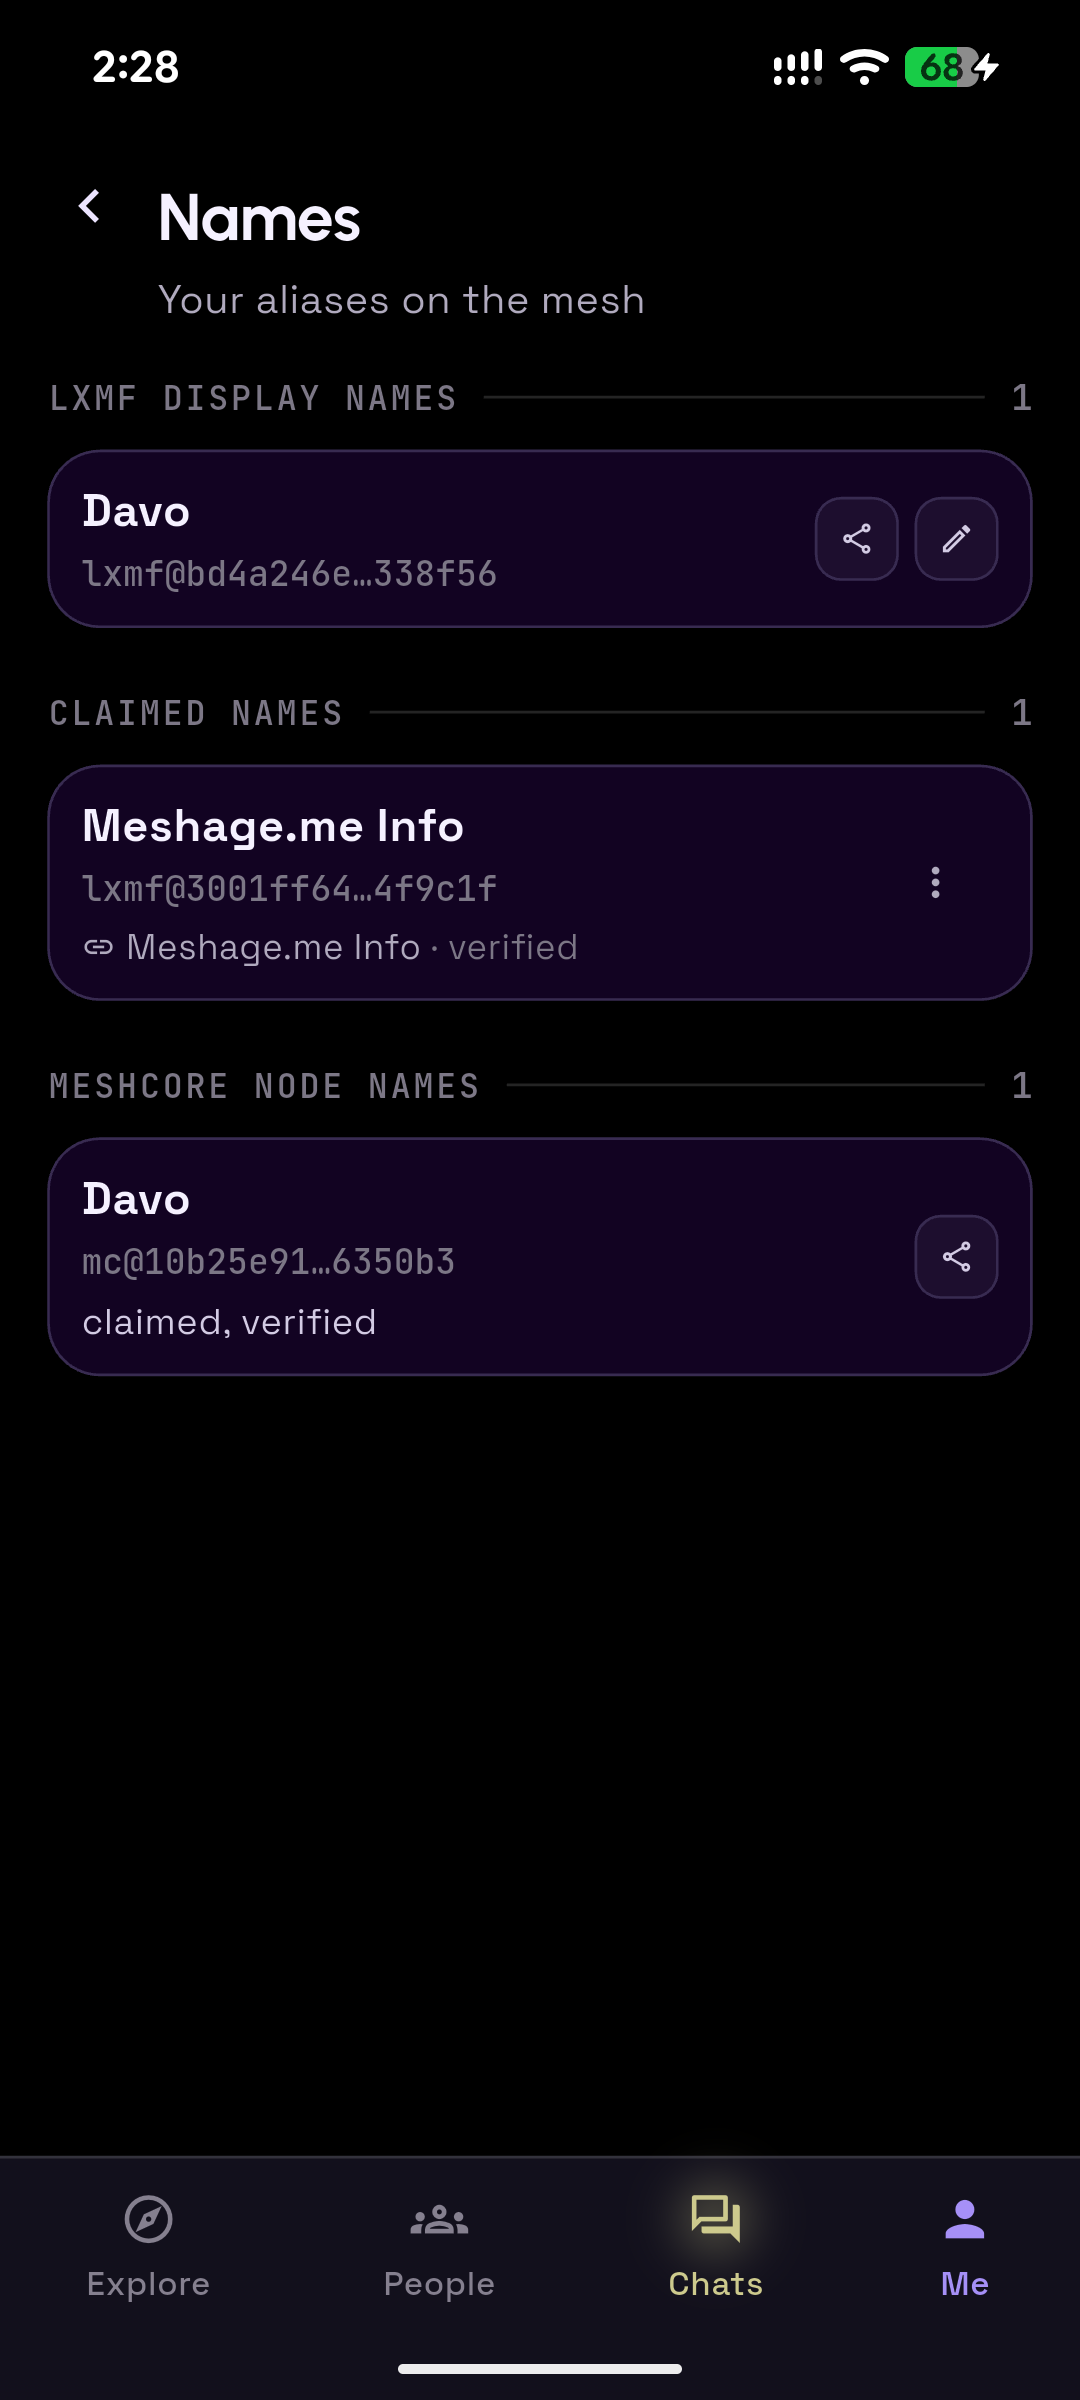 2:28
68
Names
Your aliases on the mesh
LXMF DISPLAY NAMES 1
Davo
lxmf@bd4a246e…338f56
CLAIMED NAMES 1
Meshage.me Info
lxmf@3001ff64…4f9c1f
Meshage.me Info · verified
MESHCORE NODE NAMES 1
Davo
mc@10b25e91…6350b3
claimed, verified
Explore People Chats Me